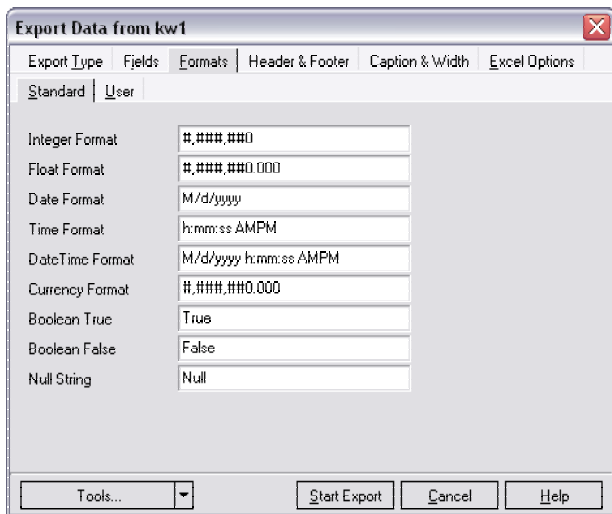 Export Data from kw1
Export Type Fields Formats Header & Footer Caption & Width Excel Options
Standard User
Integer Format #,###,##0
Float Format #,###,##0.000
Date Format M/d/yyyy
Time Format h:mm:ss AMPM
DateTime Format M/d/yyyy h:mm:ss AMPM
Currency Format #,###,##0.000
Boolean True True
Boolean False False
Null String Null
Tools... Start Export Cancel Help